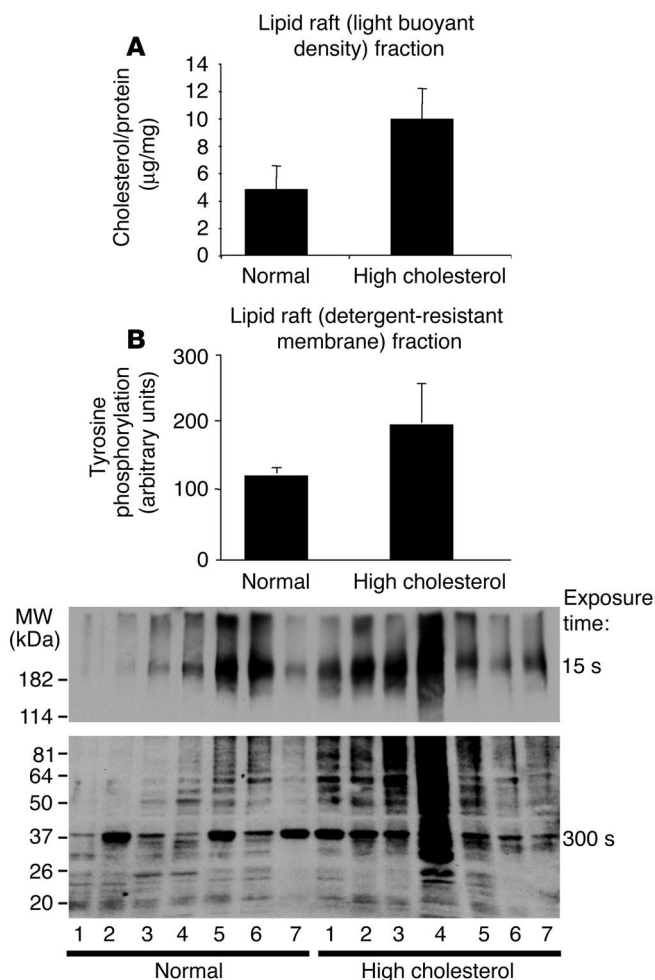 A
Lipid raft (light buoyant
density) fraction
Cholesterol/protein
(μg/mg)
14
12
10
8
6
4
2
0
Normal
High cholesterol
B
Lipid raft (detergent-resistant
membrane) fraction
Tyrosine
phosphorylation
(arbitrary units)
300
200
100
0
Normal
High cholesterol
MW
(kDa)
Exposure
time:
182
114
15 s
81
64
50
37
26
20
300 s
1 2 3 4 5 6 7 1 2 3 4 5 6 7
Normal
High cholesterol